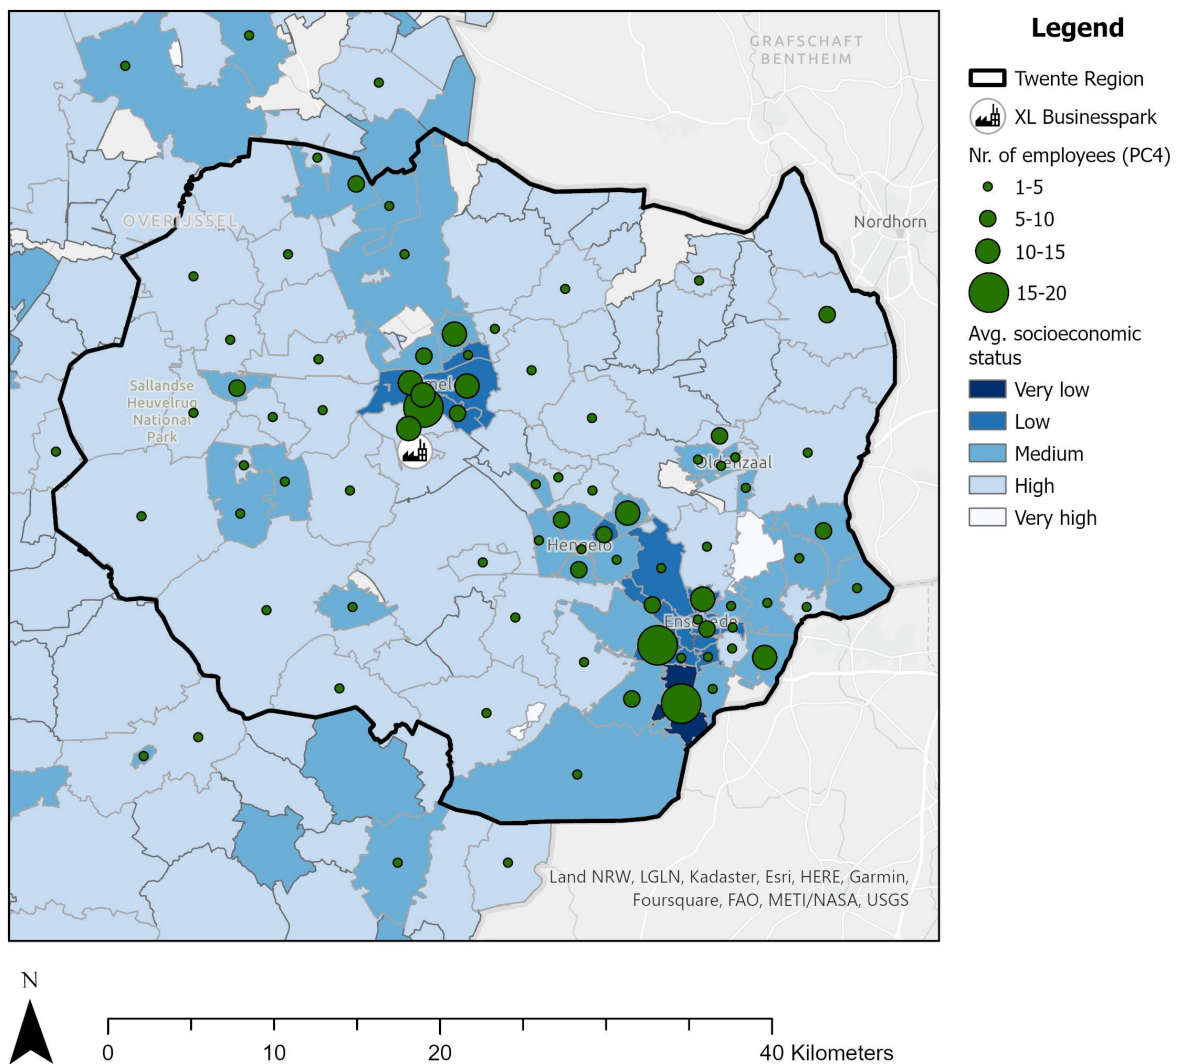 GRAFSCHAFT
BENTHEIM
OVERIJSSEL
Nordhorn
Sallandse
Heuvelrug
National
Park
Oldenzaal
Hengelo
Enschede
Land NRW, LGLN, Kadaster, Esri, HERE, Garmin,
Foursquare, FAO, METI/NASA, USGS
Legend
Twente Region
XL Businesspark
Nr. of employees (PC4)
1-5
5-10
10-15
15-20
Avg. socioeconomic
status
Very low
Low
Medium
High
Very high
N
0 10 20 40 Kilometers